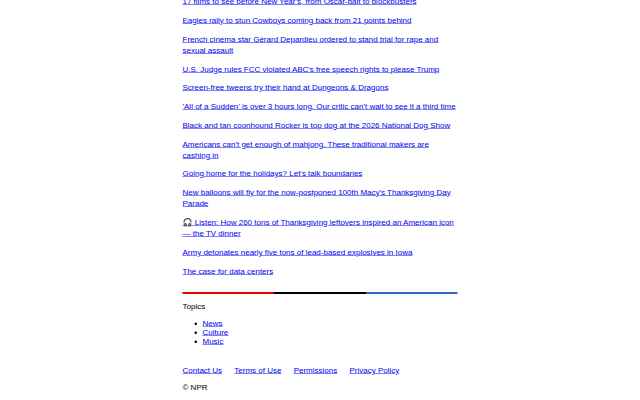 17 films to see before New Year's, from Oscar-bait to blockbusters
Eagles rally to stun Cowboys coming back from 21 points behind
French cinema star Gérard Depardieu ordered to stand trial for rape and
sexual assault
U.S. Judge rules FCC violated ABC's free speech rights to please Trump
Screen-free tweens try their hand at Dungeons & Dragons
'All of a Sudden' is over 3 hours long. Our critic can't wait to see it a third time
Black and tan coonhound Rocker is top dog at the 2026 National Dog Show
Americans can't get enough of mahjong. These traditional makers are
cashing in
Going home for the holidays? Let's talk boundaries
New balloons will fly for the now-postponed 100th Macy's Thanksgiving Day
Parade
🎧 Listen: How 260 tons of Thanksgiving leftovers inspired an American icon
— the TV dinner
Army detonates nearly five tons of lead-based explosives in Iowa
The case for data centers
Topics
News
Culture
Music
Contact Us Terms of Use Permissions Privacy Policy
© NPR